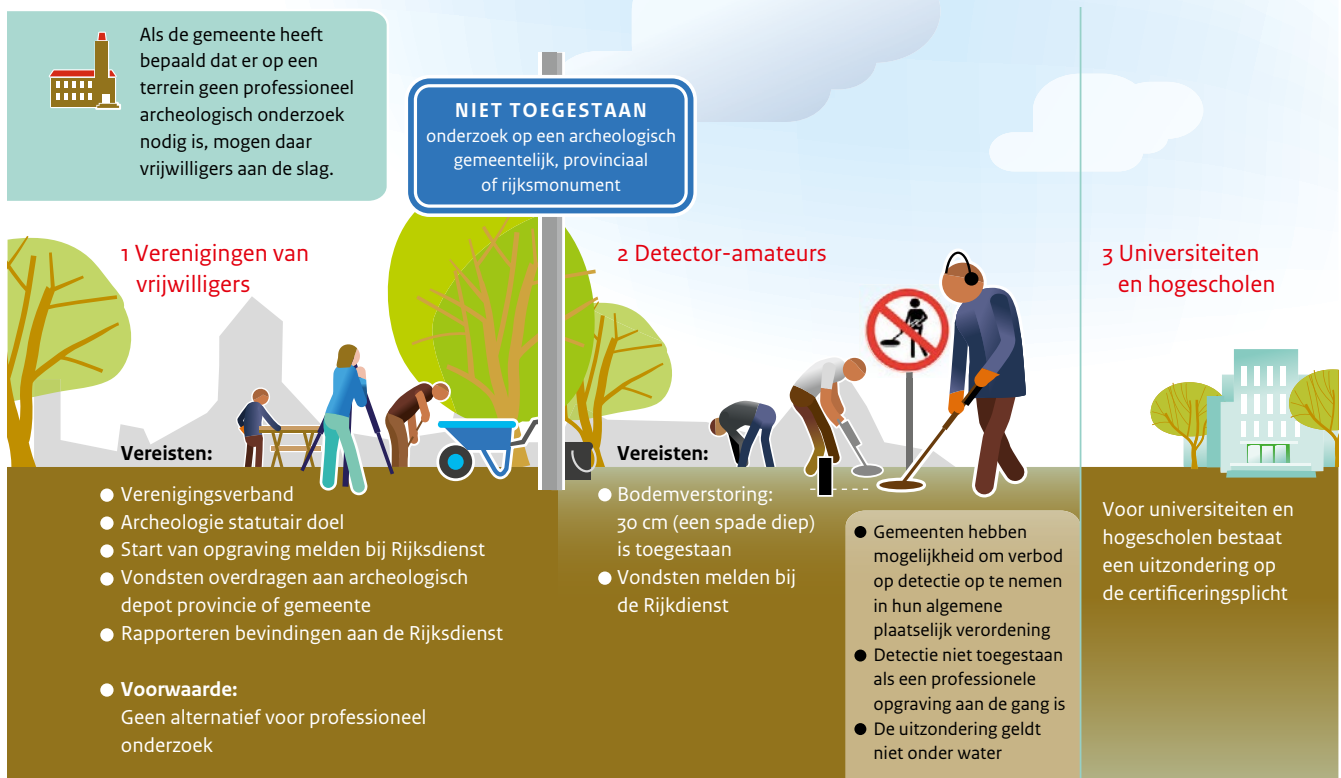 Als de gemeente heeft
bepaald dat er op een
terrein geen professioneel
archeologisch onderzoek
nodig is, mogen daar
vrijwilligers aan de slag.
NIET TOEGESTAAN
onderzoek op een archeologisch
gemeentelijk, provinciaal
of rijksmonument
1 Verenigingen van
vrijwilligers
Vereisten:
● Verenigingsverband
● Archeologie statutair doel
● Start van opgraving melden bij Rijksdienst
● Vondsten overdragen aan archeologisch
depot provincie of gemeente
● Rapporteren bevindingen aan de Rijksdienst
● Voorwaarde:
Geen alternatief voor professioneel
onderzoek
2 Detector-amateurs
Vereisten:
● Bodemverstoring:
30 cm (een spade diep)
is toegestaan
● Vondsten melden bij
de Rijkdienst
● Gemeenten hebben
mogelijkheid om verbod
op detectie op te nemen
in hun algemene
plaatselijk verordening
● Detectie niet toegestaan
als een professionele
opgraving aan de gang is
● De uitzondering geldt
niet onder water
3 Universiteiten
en hogescholen
Voor universiteiten en
hogescholen bestaat
een uitzondering op
de certificeringsplicht